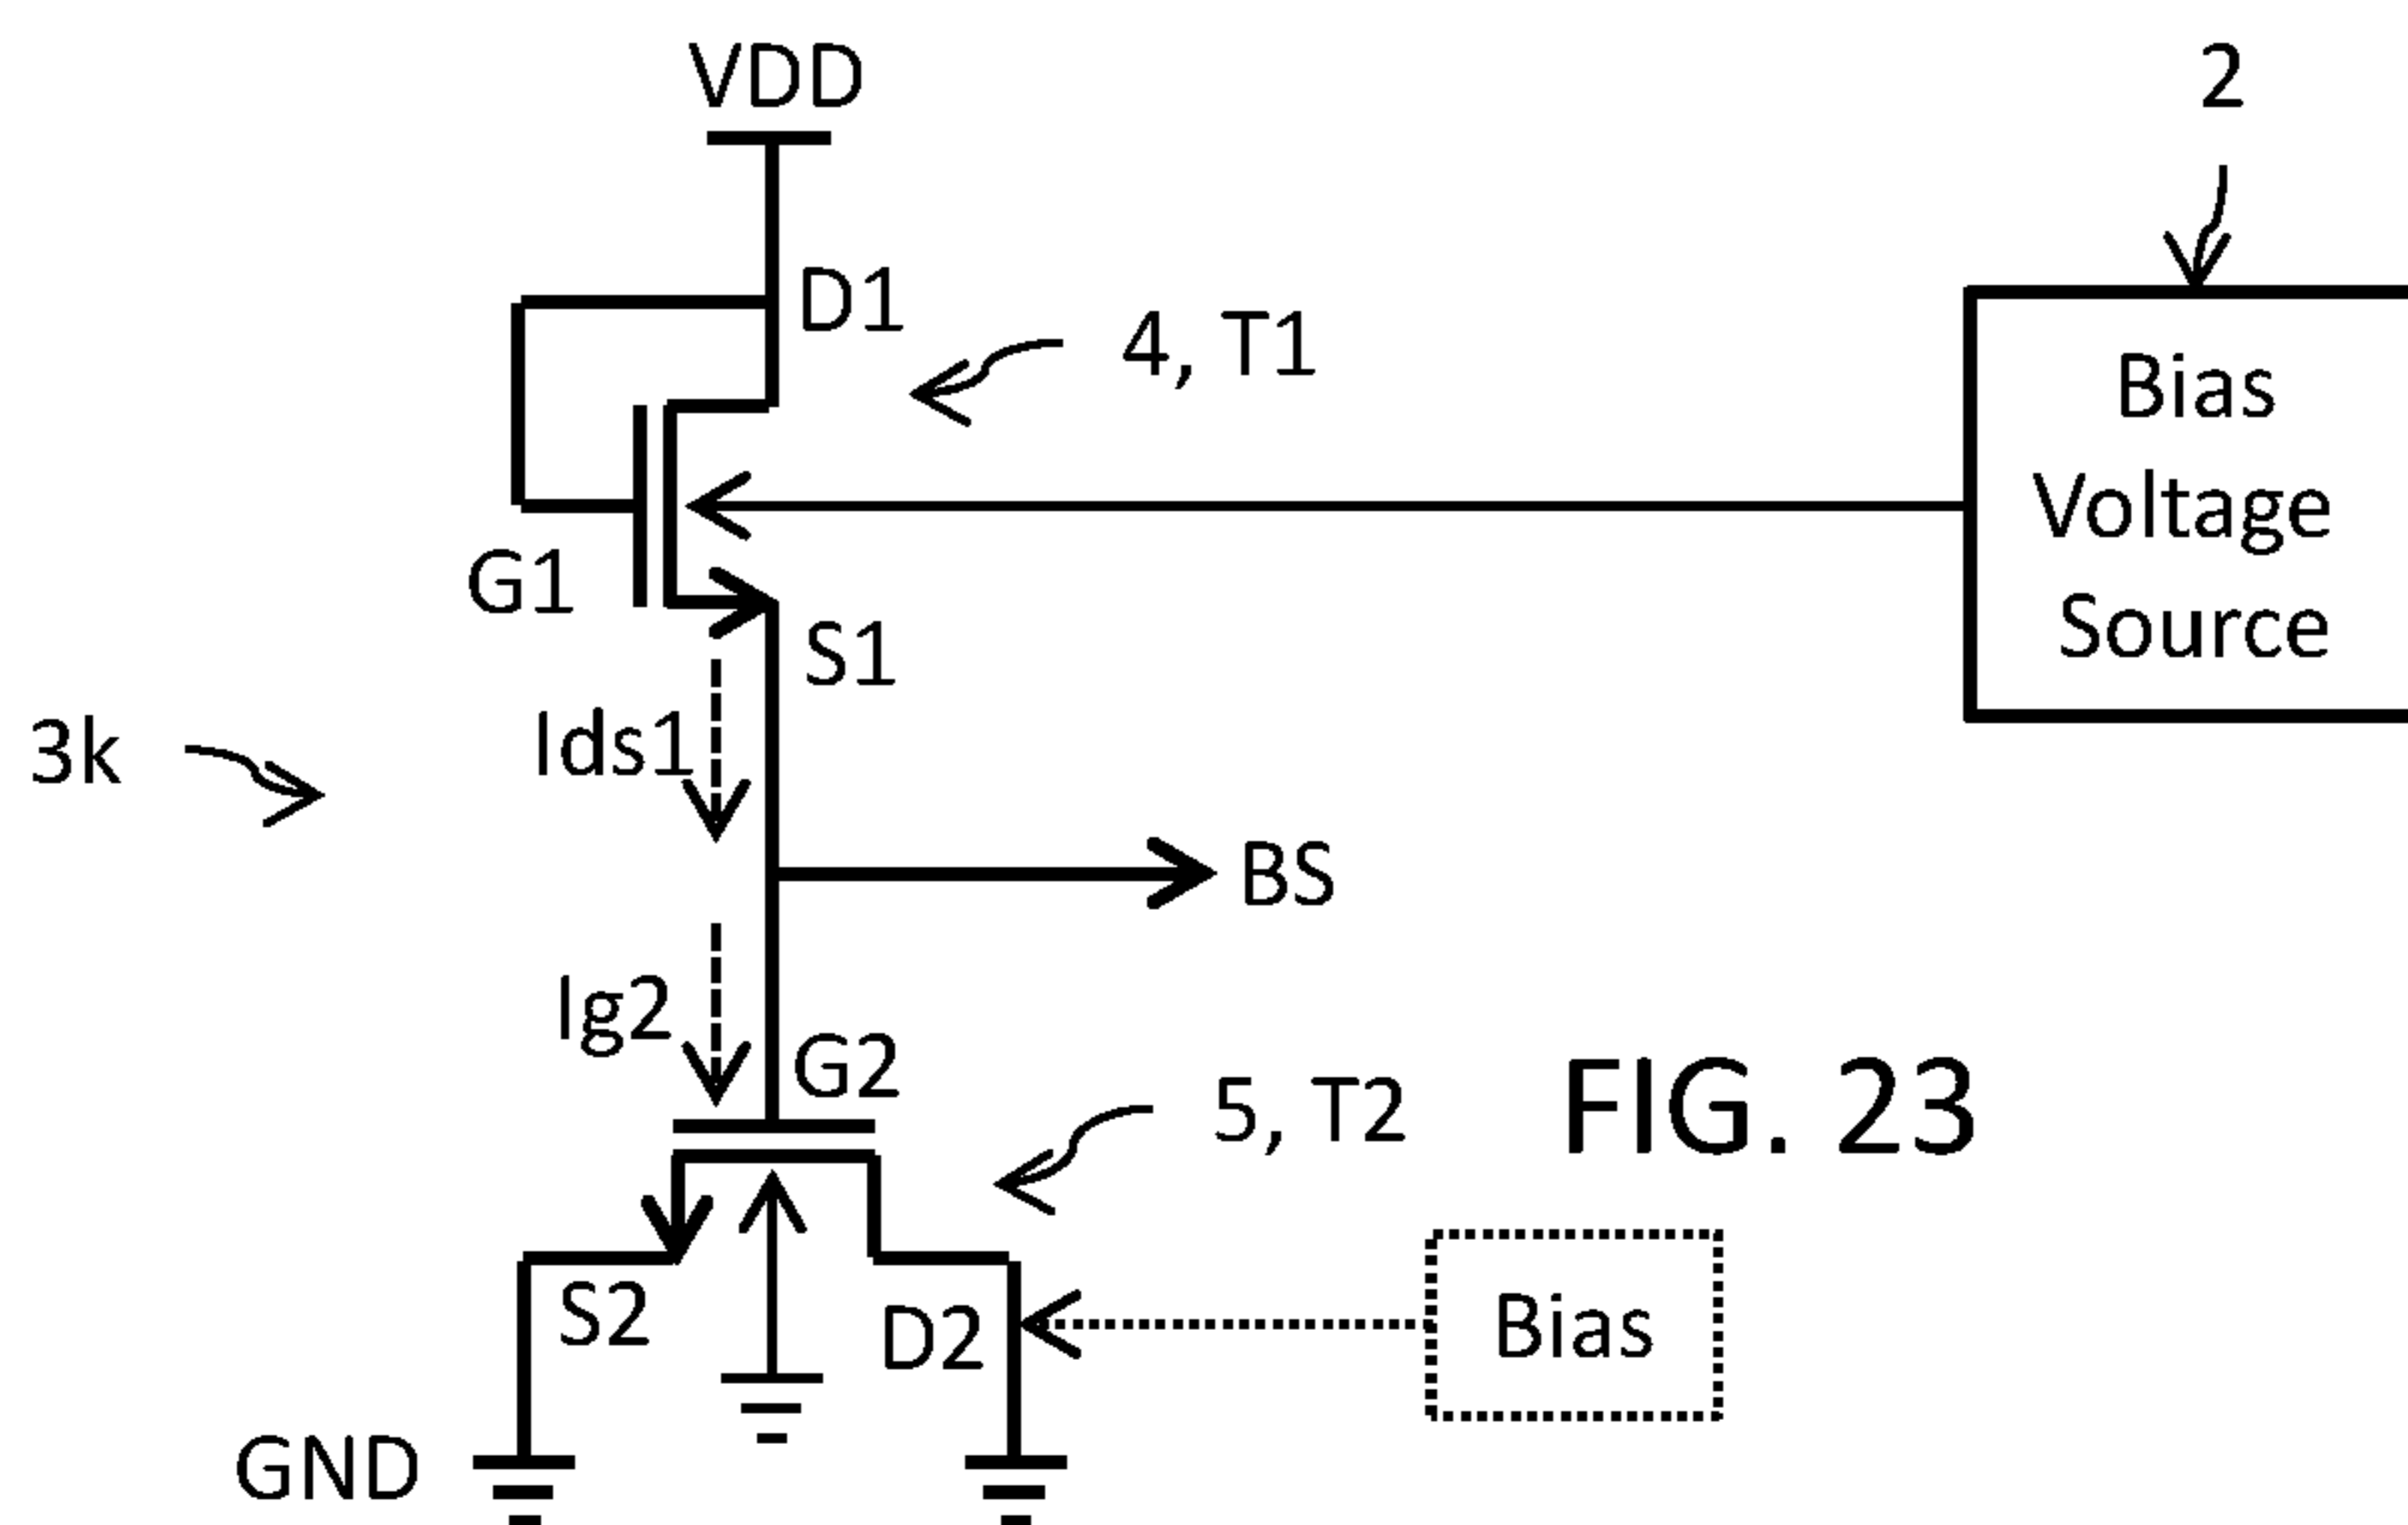 VDD
2
D1
4, T1
Bias
Voltage
Source
G1
S1
Ids1
3k
BS
Ig2
G2
5, T2
FIG. 23
S2
D2
Bias
GND